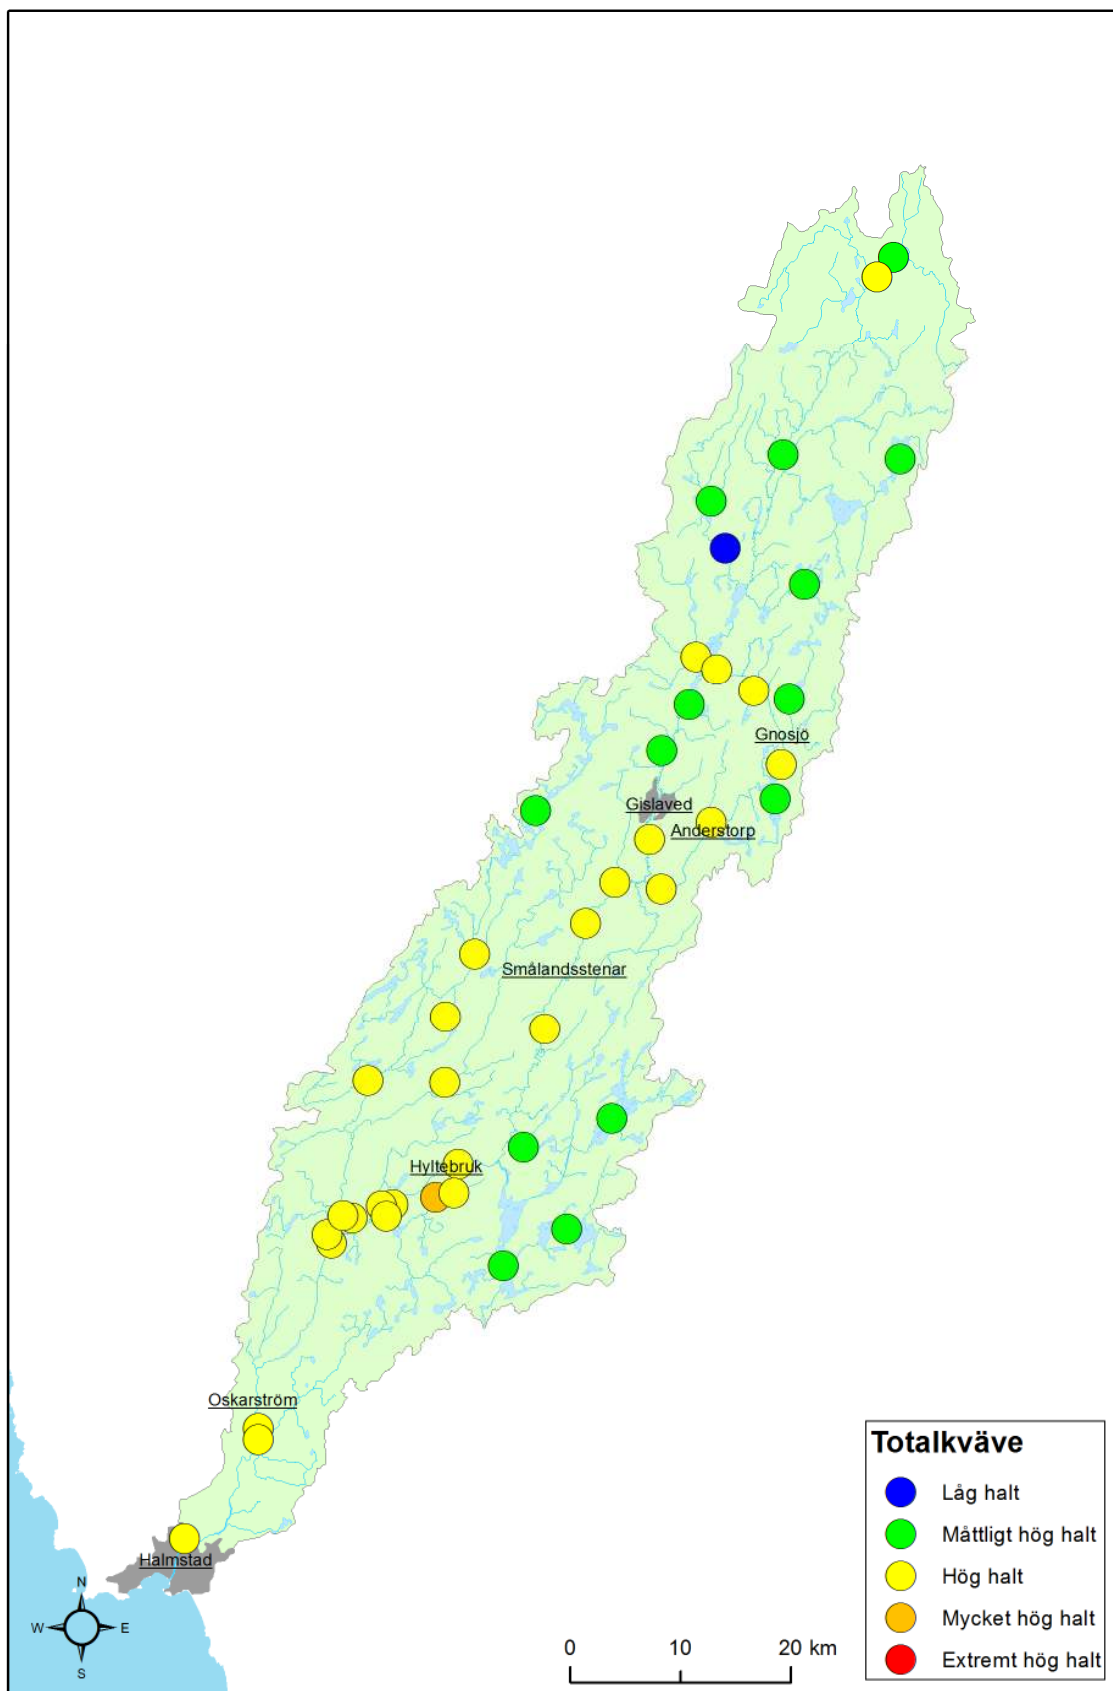 Gnosjö
Gislaved
Anderstorp
Smålandsstenar
Hyltebruk
Oskarström
Halmstad
N
W
E
S
0
10
20 km
Totalkväve
Låg halt
Måttligt hög halt
Hög halt
Mycket hög halt
Extremt hög halt